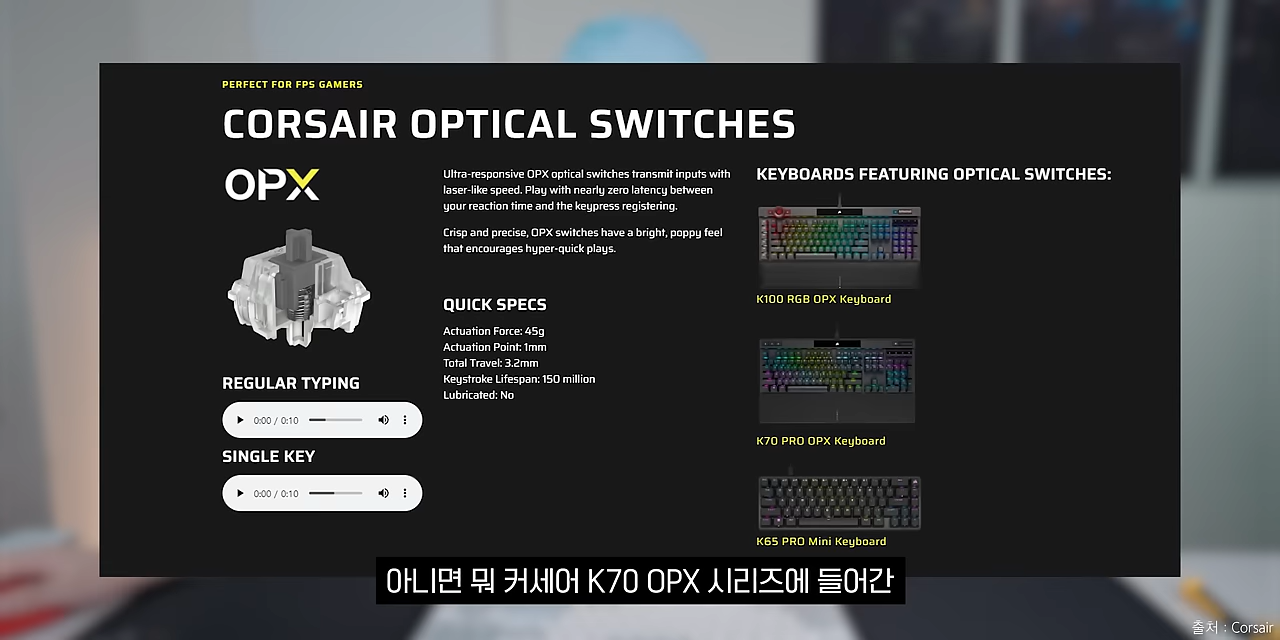 PERFECT FOR FPS GAMERS
CORSAIR OPTICAL SWITCHES
OPX
Ultra-responsive OPX optical switches transmit inputs with
laser-like speed. Play with nearly zero latency between
your reaction time and the keypress registering.
Crisp and precise, OPX switches have a bright, poppy feel
that encourages hyper-quick plays.
QUICK SPECS
Actuation Force: 45g
Actuation Point: 1mm
Total Travel: 3.2mm
Keystroke Lifespan: 150 million
Lubricated: No
REGULAR TYPING
0:00 / 0:10
SINGLE KEY
0:00 / 0:10
KEYBOARDS FEATURING OPTICAL SWITCHES:
K100 RGB OPX Keyboard
K70 PRO OPX Keyboard
K65 PRO Mini Keyboard
아니면 뭐 커세어 K70 OPX 시리즈에 들어간
출처 : Corsair